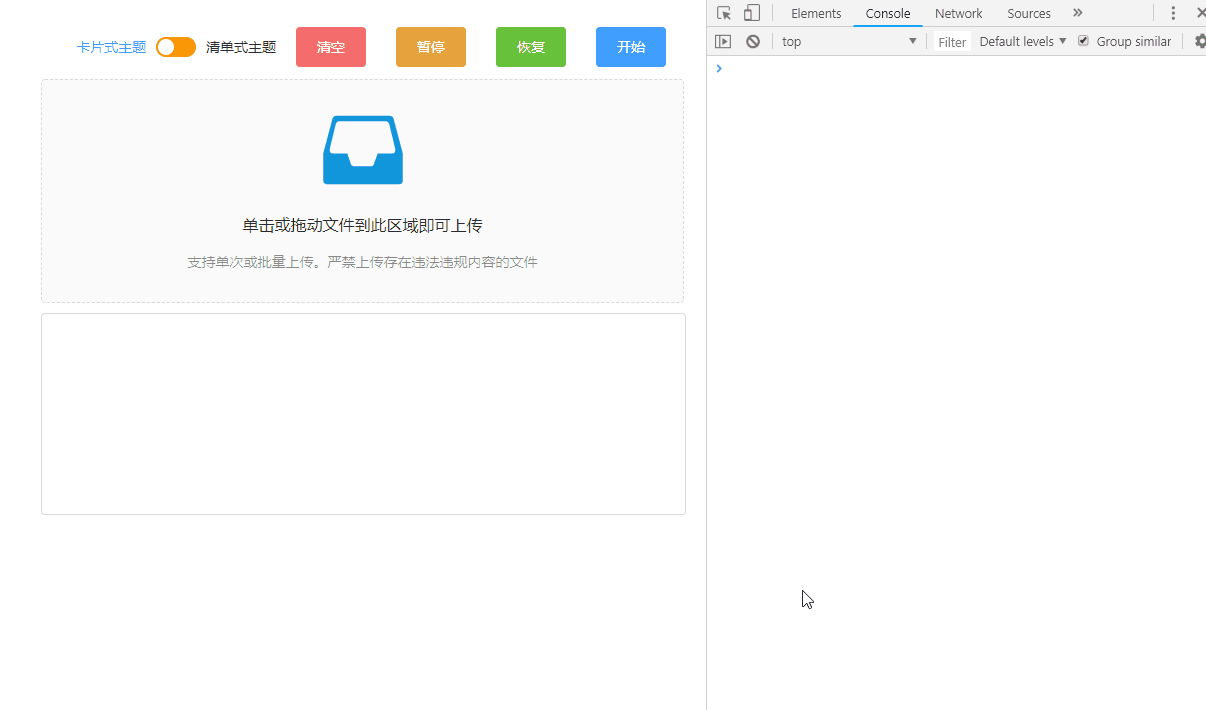 卡片式主题 清单式主题 清空 暂停 恢复 开始
单击或拖动文件到此区域即可上传
支持单次或批量上传。严禁上传存在违法违规内容的文件
Elements Console Network Sources »
top Filter Default levels Group similar